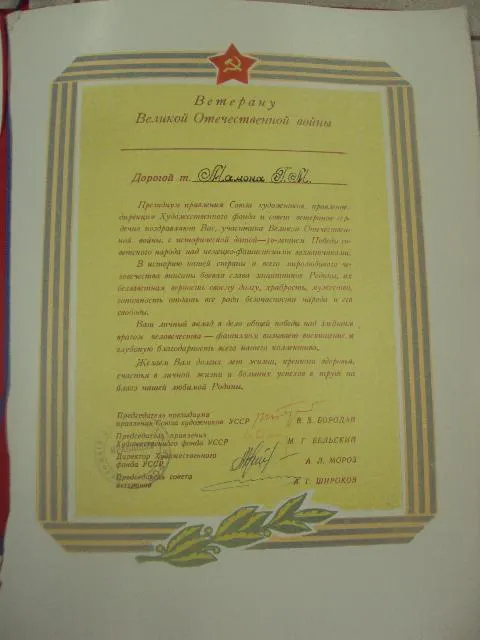 Ветерану
Великой Отечественной войны
Дорогой т. Мамона Г. М.
Президиум правления Союза художников, правление,
дирекция Художественного фонда и совет ветеранов сер-
дечно поздравляют Вас, участника Великой Отечествен-
ной войны, с исторической датой—30-летием Победы со-
ветского народа над немецко-фашистскими захватчиками.
В историю нашей страны и всего миролюбивого че-
ловечества вписаны боевая слава защитников Родины, их
беззаветная верность своему долгу, храбрость, мужество,
готовность отдать все ради безопасности народа и его
свободы.
Ваш личный вклад в дело общей победы над злейшим
врагом человечества — фашизмом вызывает восхищение и
глубокую благодарность всего нашего коллектива.
Желаем Вам долгих лет жизни, крепкого здоровья,
счастья в личной жизни и больших успехов в труде на
благо нашей любимой Родины.
Председатель президиума
правления Союза художников УССР В. З. БОРОДАЙ
Председатель правления
Художественного фонда УССР М. Г. БЕЛЬСКИЙ
Директор Художественного
фонда УССР А. Л. МОРОЗ
Председатель совета
ветеранов А. Г. ШИРОКОВ